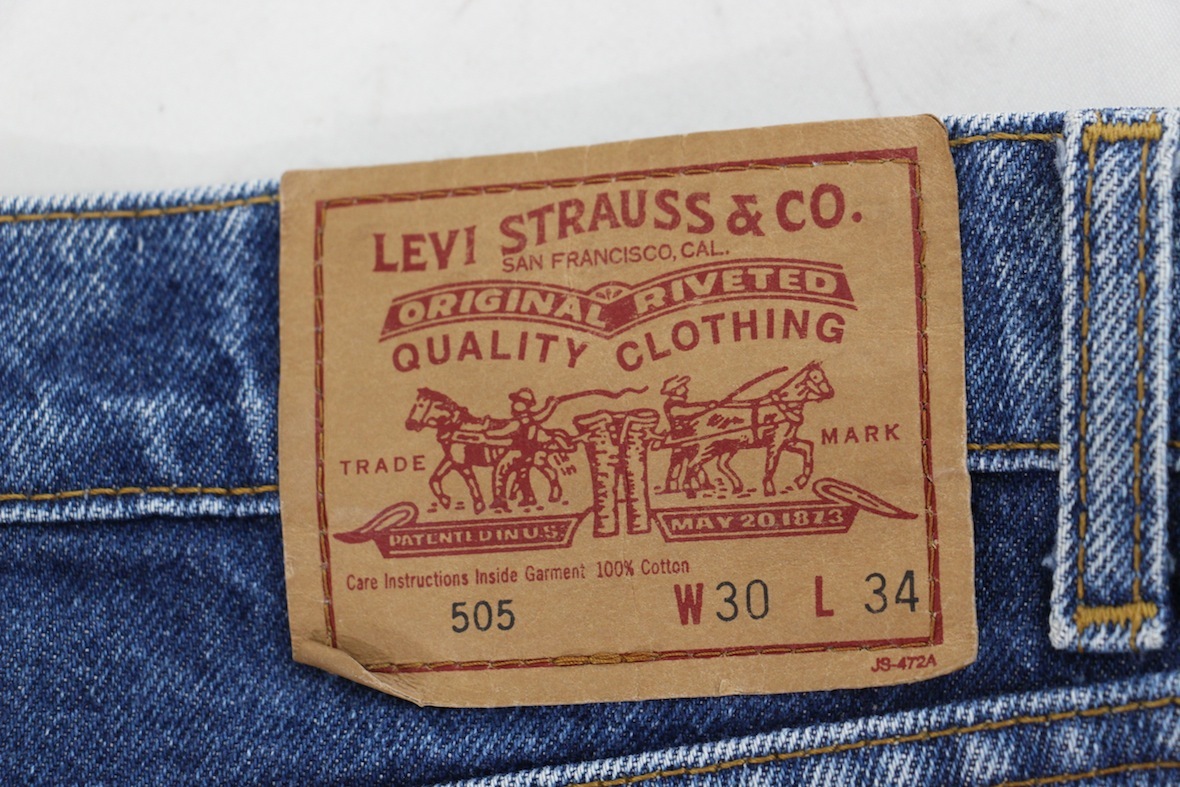 LEVI STRAUSS & CO.
SAN FRANCISCO, CAL.
ORIGINAL RIVETED
QUALITY CLOTHING
TRADE MARK
PATENTED IN U.S. MAY 20.1873
Care Instructions Inside Garment 100% Cotton
505 W 30 L 34
JS-472A